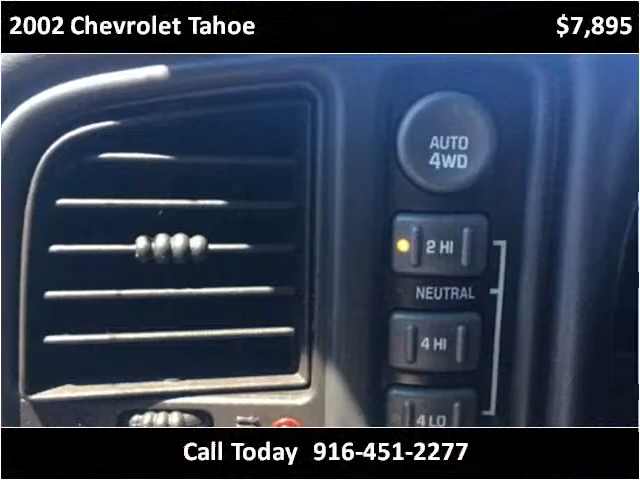 2002 Chevrolet Tahoe $7,895
AUTO
4WD
2 HI
NEUTRAL
4 HI
4 LO
Call Today 916-451-2277